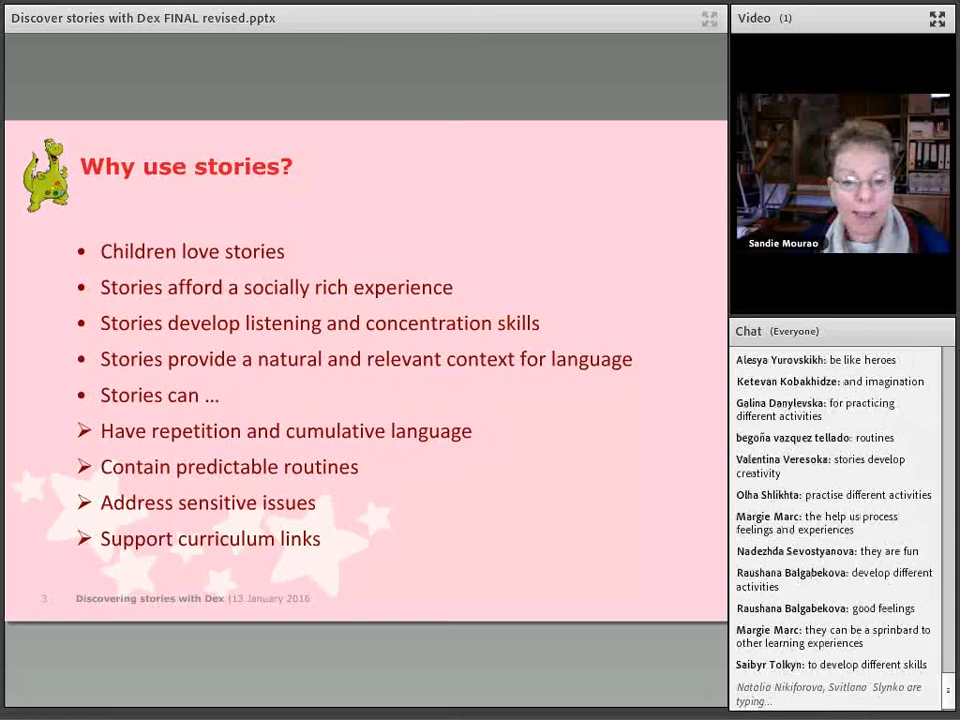 Discover stories with Dex FINAL revised.pptx
Why use stories?
• Children love stories
• Stories afford a socially rich experience
• Stories develop listening and concentration skills
• Stories provide a natural and relevant context for language
• Stories can ...
➢ Have repetition and cumulative language
➢ Contain predictable routines
➢ Address sensitive issues
➢ Support curriculum links
3 Discovering stories with Dex |13 January 2016
Video (1)
Sandie Mourao
Chat (Everyone)
Alesya Yurovskikh: be like heroes
Ketevan Kobakhidze: and imagination
Galina Danylevska: for practicing
different activities
begoña vazquez tellado: routines
Valentina Veresoka: stories develop
creativity
Olha Shlikhta: practise different activities
Margie Marc: the help us process
feelings and experiences
Nadezhda Sevostyanova: they are fun
Raushana Balgabekova: develop different
activities
Raushana Balgabekova: good feelings
Margie Marc: they can be a sprinbard to
other learning experiences
Saibyr Tolkyn: to develop different skills
Natalia Nikiforova, Svitlana Slynko are
typing...